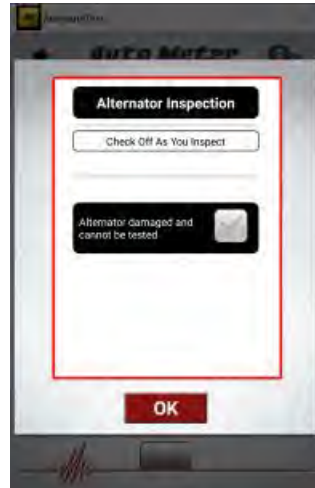 Auto Meter
Alternator Inspection
Check Off As You Inspect
Alternator damaged and
cannot be tested
OK